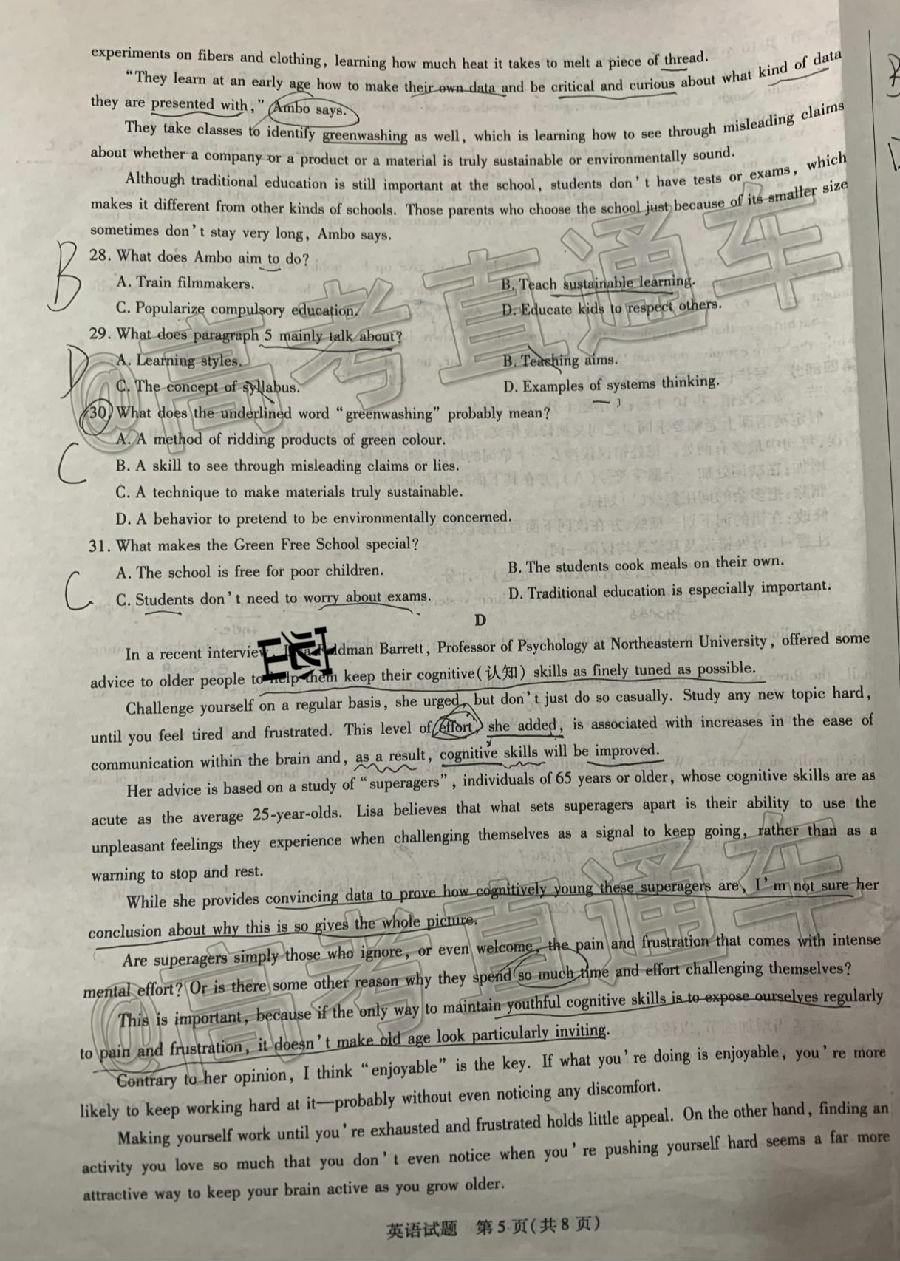 experiments on fibers and clothing, learning how much heat it takes to melt a piece of thread.
"They learn at an early age how to make their own data and be critical and curious about what kind of data
they are presented with," Ambo says.
They take classes to identify greenwashing as well, which is learning how to see through misleading claims
about whether a company or a product or a material is truly sustainable or environmentally sound.
Although traditional education is still important at the school, students don't have tests or exams, which
makes it different from other kinds of schools. Those parents who choose the school just because of its smaller size
sometimes don't stay very long, Ambo says.
B
28. What does Ambo aim to do?
A. Train filmmakers. B. Teach sustainable learning.
C. Popularize compulsory education. D. Educate kids to respect others.
29. What does paragraph 5 mainly talk about?
D
A. Learning styles. B. Teaching aims.
C. The concept of syllabus. D. Examples of systems thinking.
30. What does the underlined word "greenwashing" probably mean?
A. A method of ridding products of green colour.
C
B. A skill to see through misleading claims or lies.
C. A technique to make materials truly sustainable.
D. A behavior to pretend to be environmentally concerned.
31. What makes the Green Free School special?
A. The school is free for poor children. B. The students cook meals on their own.
C
C. Students don't need to worry about exams. D. Traditional education is especially important.
D
In a recent interview, Feldman Barrett, Professor of Psychology at Northeastern University, offered some
advice to older people to help them keep their cognitive(认知) skills as finely tuned as possible.
Challenge yourself on a regular basis, she urged, but don't just do so casually. Study any new topic hard,
until you feel tired and frustrated. This level of effort, she added, is associated with increases in the ease of
communication within the brain and, as a result, cognitive skills will be improved.
Her advice is based on a study of "superagers", individuals of 65 years or older, whose cognitive skills are as
acute as the average 25-year-olds. Lisa believes that what sets superagers apart is their ability to use the
unpleasant feelings they experience when challenging themselves as a signal to keep going, rather than as a
warning to stop and rest.
While she provides convincing data to prove how cognitively young these superagers are, I'm not sure her
conclusion about why this is so gives the whole picture.
Are superagers simply those who ignore, or even welcome, the pain and frustration that comes with intense
mental effort? Or is there some other reason why they spend so much time and effort challenging themselves?
This is important, because if the only way to maintain youthful cognitive skills is to expose ourselves regularly
to pain and frustration, it doesn't make old age look particularly inviting.
Contrary to her opinion, I think "enjoyable" is the key. If what you're doing is enjoyable, you're more
likely to keep working hard at it—probably without even noticing any discomfort.
Making yourself work until you're exhausted and frustrated holds little appeal. On the other hand, finding an
activity you love so much that you don't even notice when you're pushing yourself hard seems a far more
attractive way to keep your brain active as you grow older.
英语试题 第5页(共8页)
@高考直通车
@高考直通车